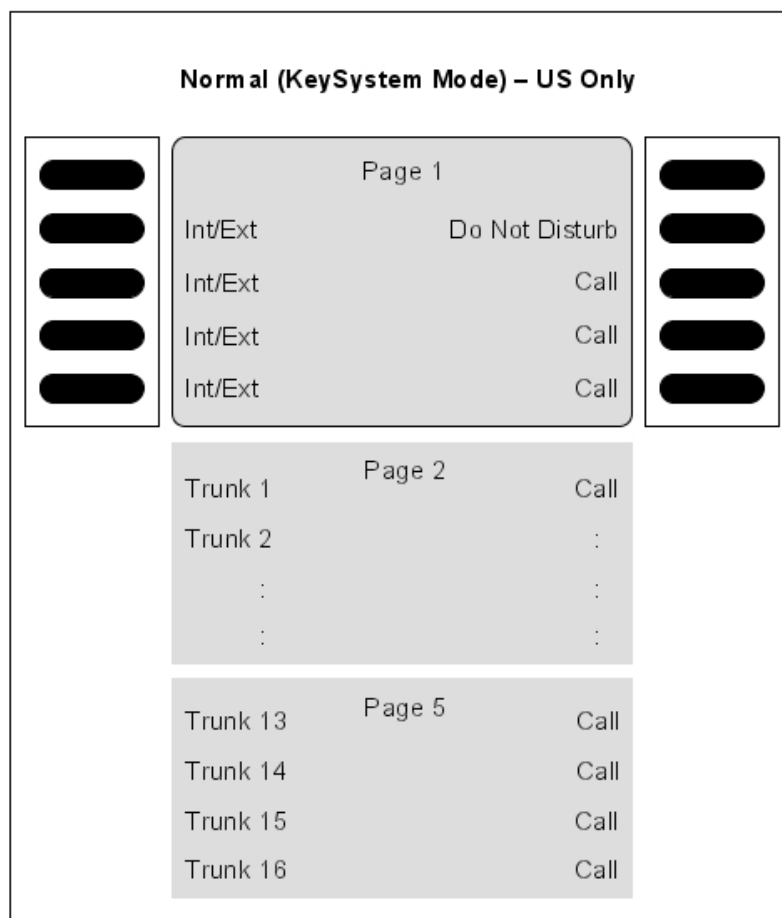 Normal (KeySystem Mode) – US Only
Page 1
Int/Ext Do Not Disturb
Int/Ext Call
Int/Ext Call
Int/Ext Call
Page 2
Trunk 1 Call
Trunk 2 :
: :
: :
Page 5
Trunk 13 Call
Trunk 14 Call
Trunk 15 Call
Trunk 16 Call